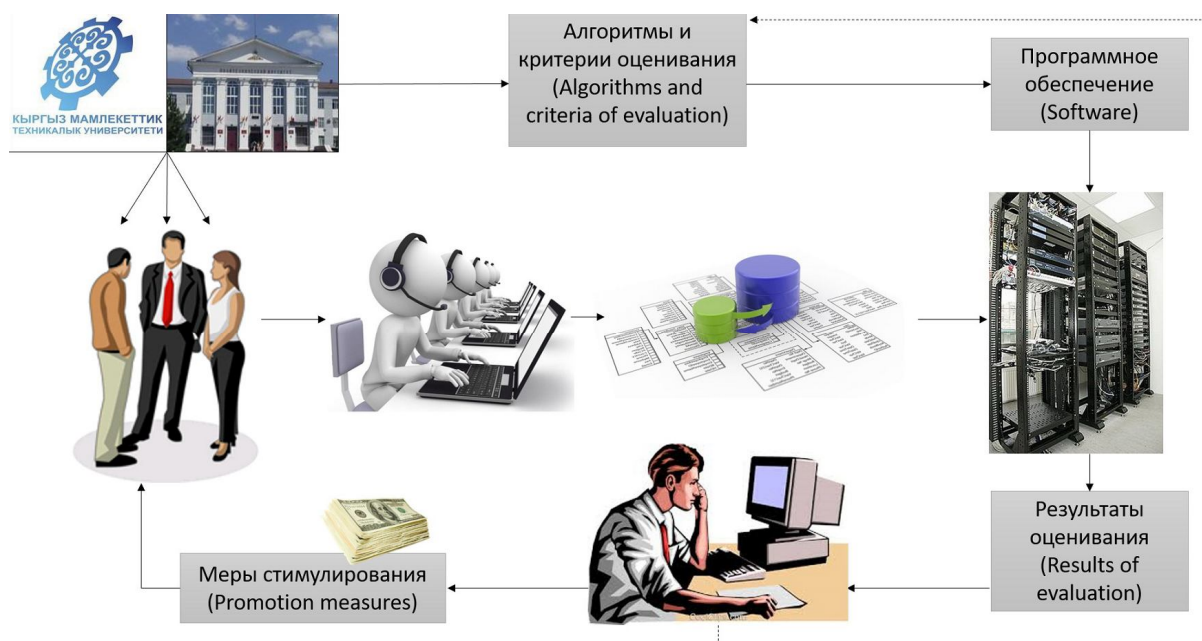 КЫРГЫЗ МАМЛЕКЕТТИК
ТЕХНИКАЛЫК УНИВЕРСИТЕТИ
Алгоритмы и
критерии оценивания
(Algorithms and
criteria of evaluation)
Программное
обеспечение
(Software)
Результаты
оценивания
(Results of
evaluation)
Меры стимулирования
(Promotion measures)